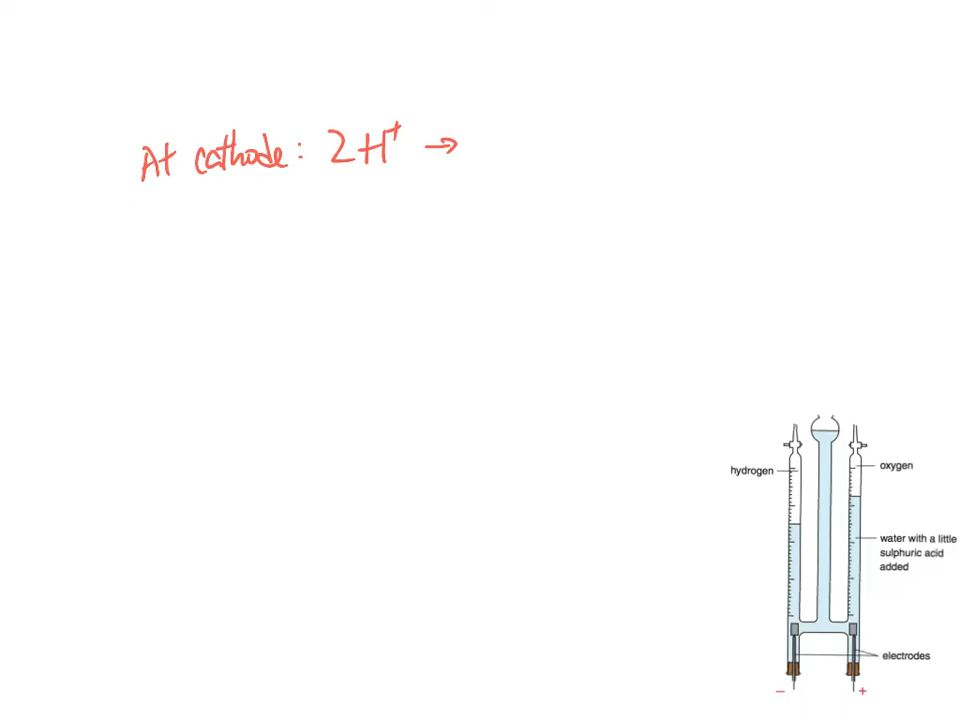 At cathode: 2H⁺ →
hydrogen
oxygen
water with a little
sulphuric acid
added
electrodes
− +